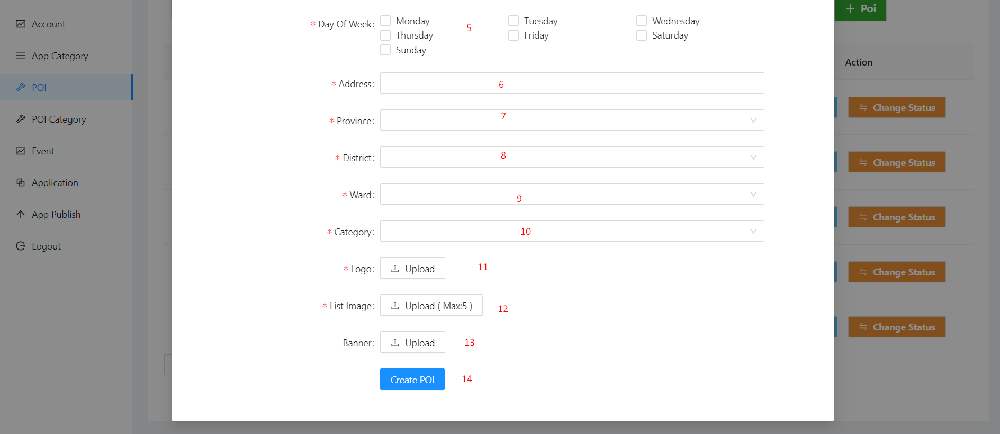 Account
App Category
POI
POI Category
Event
Application
App Publish
Logout
* Day Of Week:
Monday
Tuesday
Wednesday
Thursday
Friday
Saturday
Sunday
5
* Address:
6
* Province:
7
* District:
8
* Ward:
9
* Category:
10
* Logo:
Upload
11
* List Image:
Upload ( Max:5 )
12
Banner:
Upload
13
Create POI
14
+ Poi
Action
Change Status
Change Status
Change Status
Change Status
Change Status